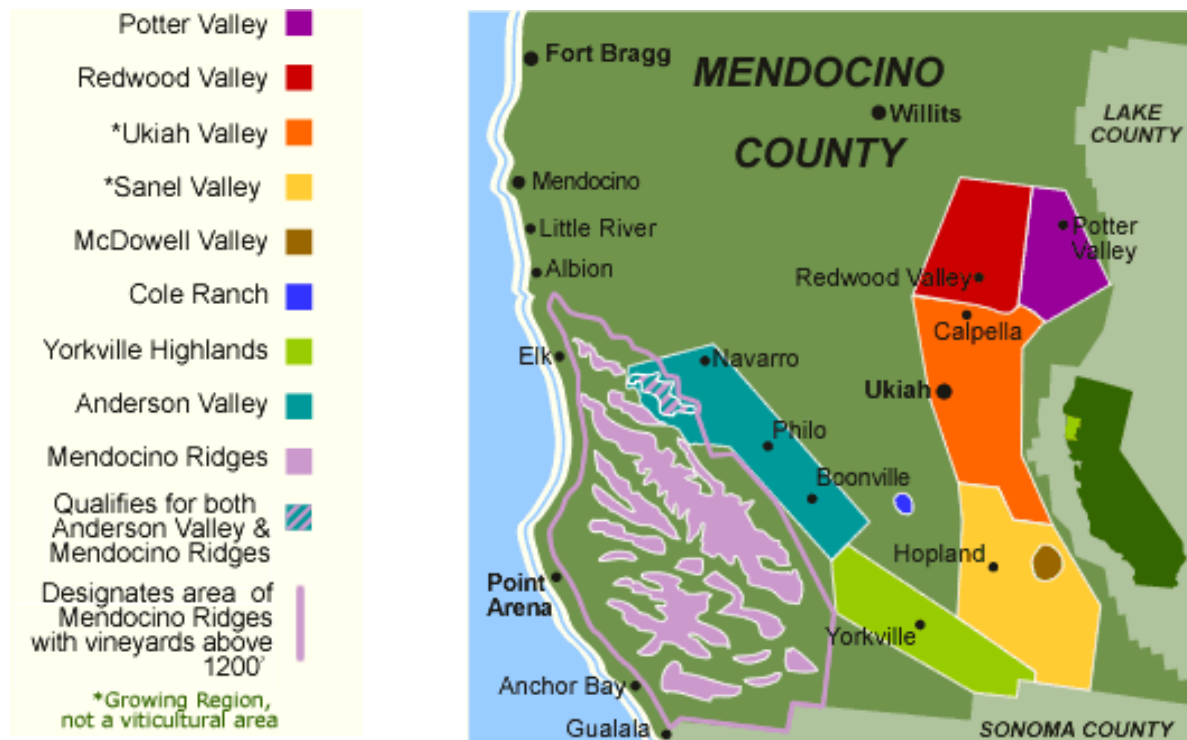 Potter Valley
Redwood Valley
*Ukiah Valley
*Sanel Valley
McDowell Valley
Cole Ranch
Yorkville Highlands
Anderson Valley
Mendocino Ridges
Qualifies for both
Anderson Valley &
Mendocino Ridges
Designates area of
Mendocino Ridges
with vineyards above
1200'
*Growing Region,
not a viticultural area
Fort Bragg
MENDOCINO
COUNTY
Willits
LAKE
COUNTY
Mendocino
Little River
Albion
Potter
Valley
Redwood Valley
Calpella
Elk
Navarro
Ukiah
Philo
Boonville
Hopland
Point
Arena
Yorkville
Anchor Bay
Gualala
SONOMA COUNTY